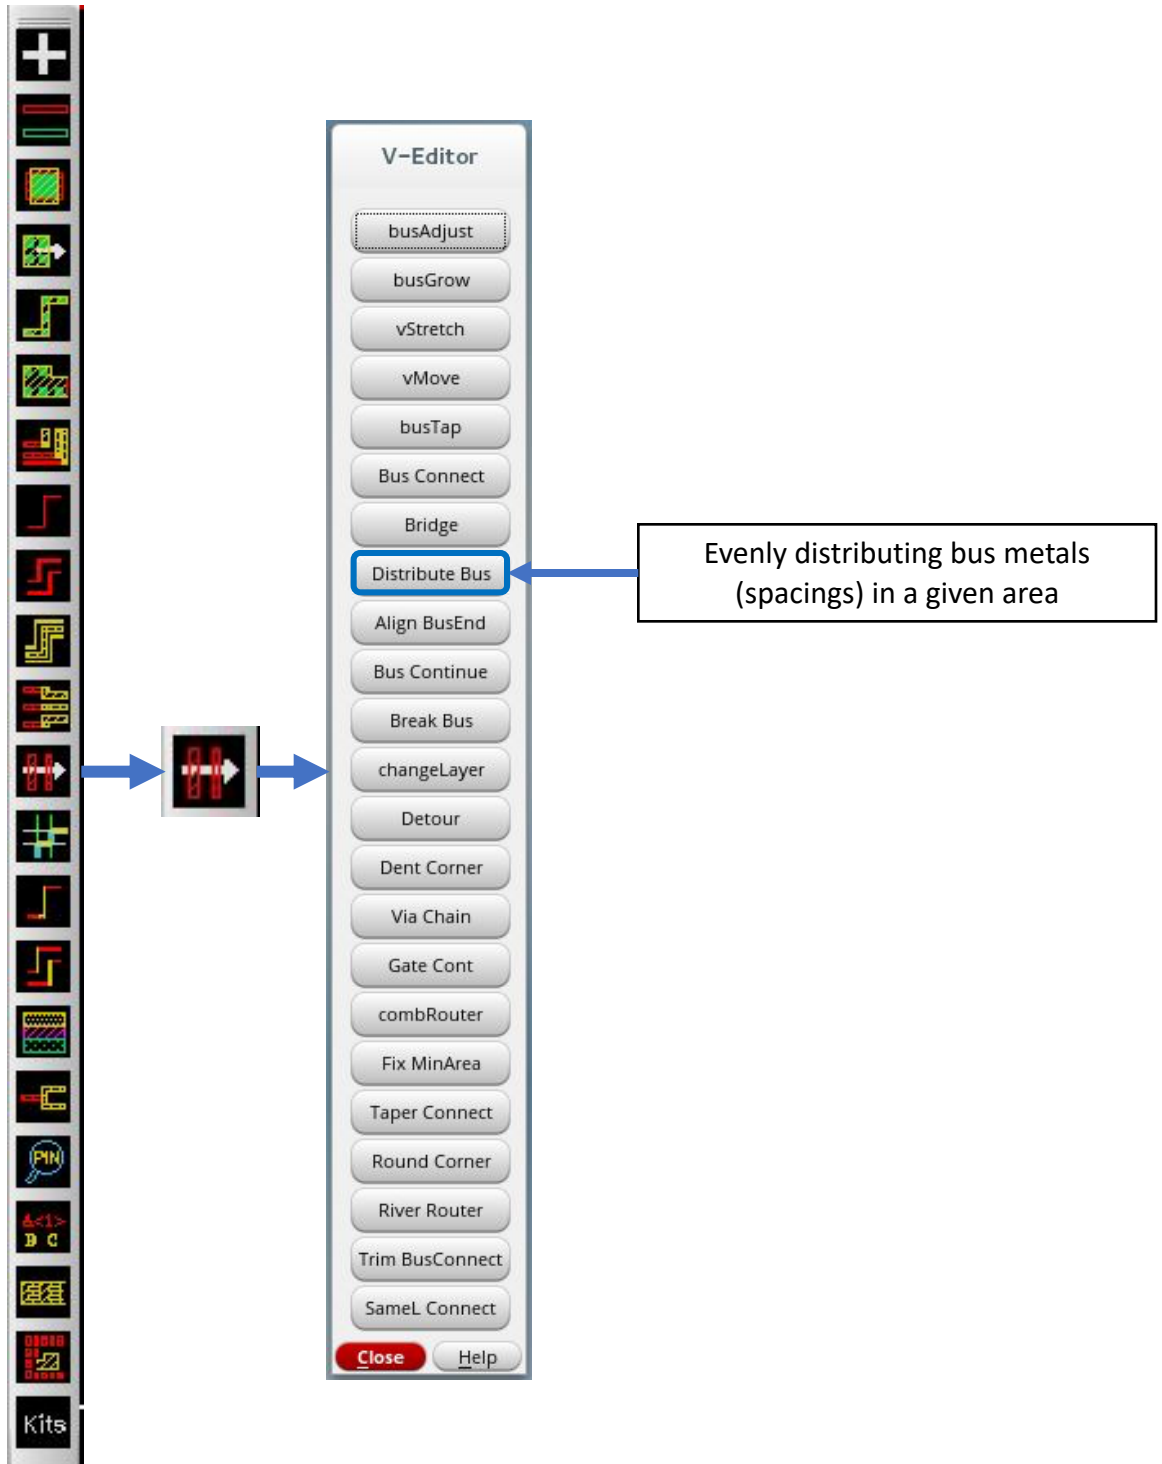 PIN
A<1>
B C
Kits
V-Editor
busAdjust
busGrow
vStretch
vMove
busTap
Bus Connect
Bridge
Distribute Bus
Align BusEnd
Bus Continue
Break Bus
changeLayer
Detour
Dent Corner
Via Chain
Gate Cont
combRouter
Fix MinArea
Taper Connect
Round Corner
River Router
Trim BusConnect
SameL Connect
Close
Help
Evenly distributing bus metals
(spacings) in a given area